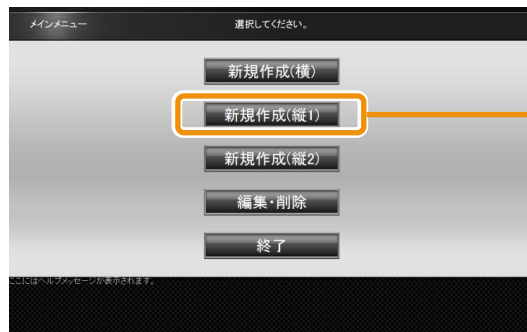 メインメニュー
選択してください。
新規作成(横)
新規作成(縦1)
新規作成(縦2)
編集・削除
終了
ここにはヘルプメッセージが表示されます。